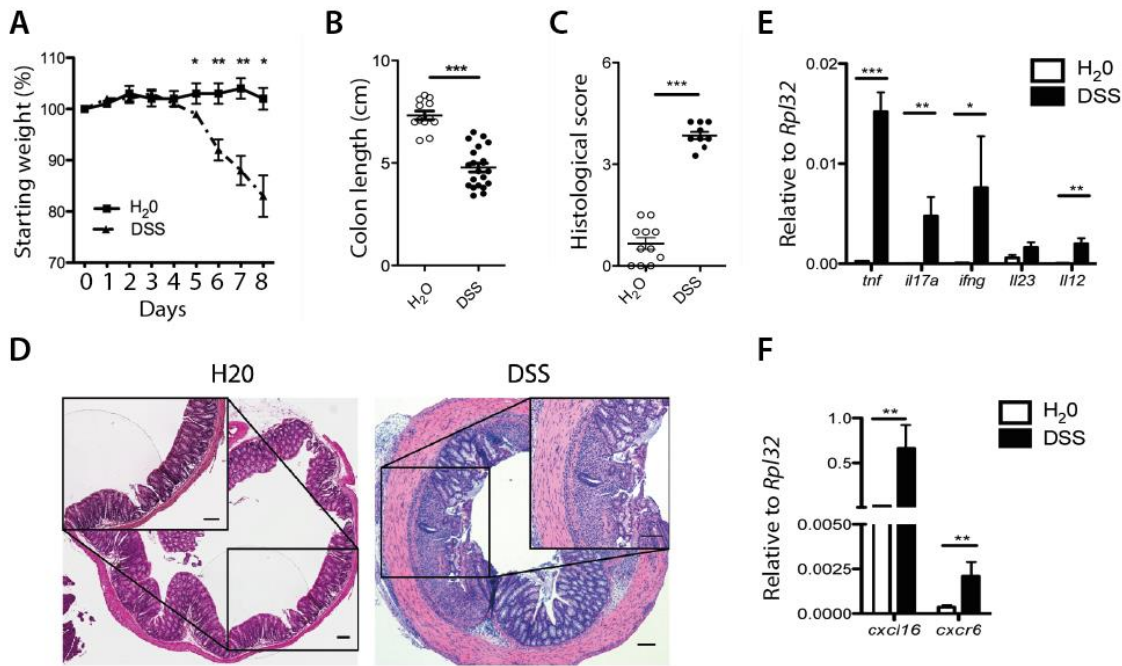 A
Starting weight (%)
110
100
90
80
70
* ** ** *
H₂0
DSS
0 1 2 3 4 5 6 7 8
Days
B
Colon length (cm)
10
5
0
***
H₂O
DSS
C
Histological score
6
3
0
***
H₂O
DSS
E
Relative to Rpl32
0.02
0.01
0.00
***
**
*
**
H₂0
DSS
tnf il17a ifng Il23 Il12
D
H20
DSS
F
Relative to Rpl32
1.0
0.5
0.0050
0.0025
0.0000
**
**
H₂0
DSS
cxcl16 cxcr6